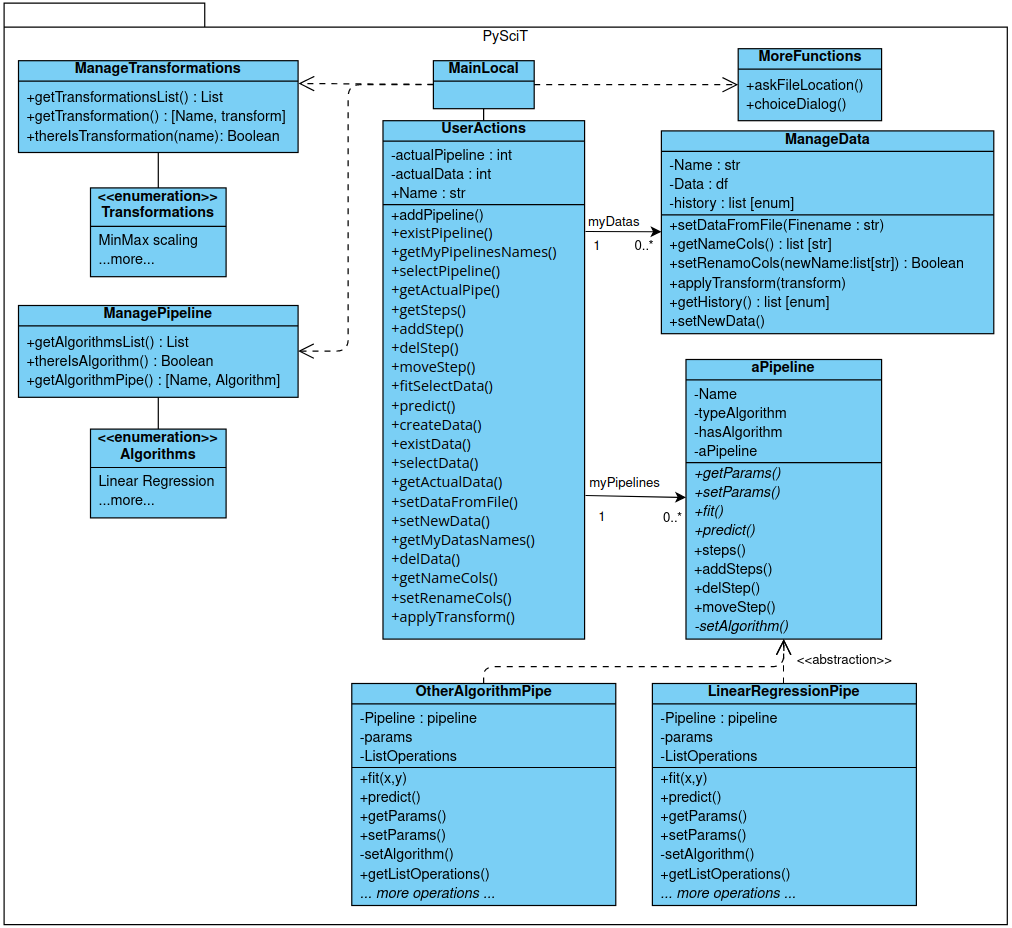 PySciT
ManageTransformations
+getTransformationsList() : List
+getTransformation() : [Name, transform]
+thereIsTransformation(name): Boolean
<<enumeration>>
Transformations
MinMax scaling
...more...
ManagePipeline
+getAlgorithmsList() : List
+thereIsAlgorithm() : Boolean
+getAlgorithmPipe() : [Name, Algorithm]
<<enumeration>>
Algorithms
Linear Regression
...more...
MainLocal
UserActions
-actualPipeline : int
-actualData : int
+Name : str
+addPipeline()
+existPipeline()
+getMyPipelinesNames()
+selectPipeline()
+getActualPipe()
+getSteps()
+addStep()
+delStep()
+moveStep()
+fitSelectData()
+predict()
+createData()
+existData()
+selectData()
+getActualData()
+setDataFromFile()
+setNewData()
+getMyDatasNames()
+delData()
+getNameCols()
+setRenameCols()
+applyTransform()
MoreFunctions
+askFileLocation()
+choiceDialog()
myDatas
1
0..*
ManageData
-Name : str
-Data : df
-history : list [enum]
+setDataFromFile(Finename : str)
+getNameCols() : list [str]
+setRenamoCols(newName:list[str]) : Boolean
+applyTransform(transform)
+getHistory() : list [enum]
+setNewData()
myPipelines
1
0..*
aPipeline
-Name
-typeAlgorithm
-hasAlgorithm
-aPipeline
+getParams()
+setParams()
+fit()
+predict()
+steps()
+addSteps()
+delStep()
+moveStep()
-setAlgorithm()
<<abstraction>>
OtherAlgorithmPipe
-Pipeline : pipeline
-params
-ListOperations
+fit(x,y)
+predict()
+getParams()
+setParams()
-setAlgorithm()
+getListOperations()
... more operations ...
LinearRegressionPipe
-Pipeline : pipeline
-params
-ListOperations
+fit(x,y)
+predict()
+getParams()
+setParams()
-setAlgorithm()
+getListOperations()
... more operations ...